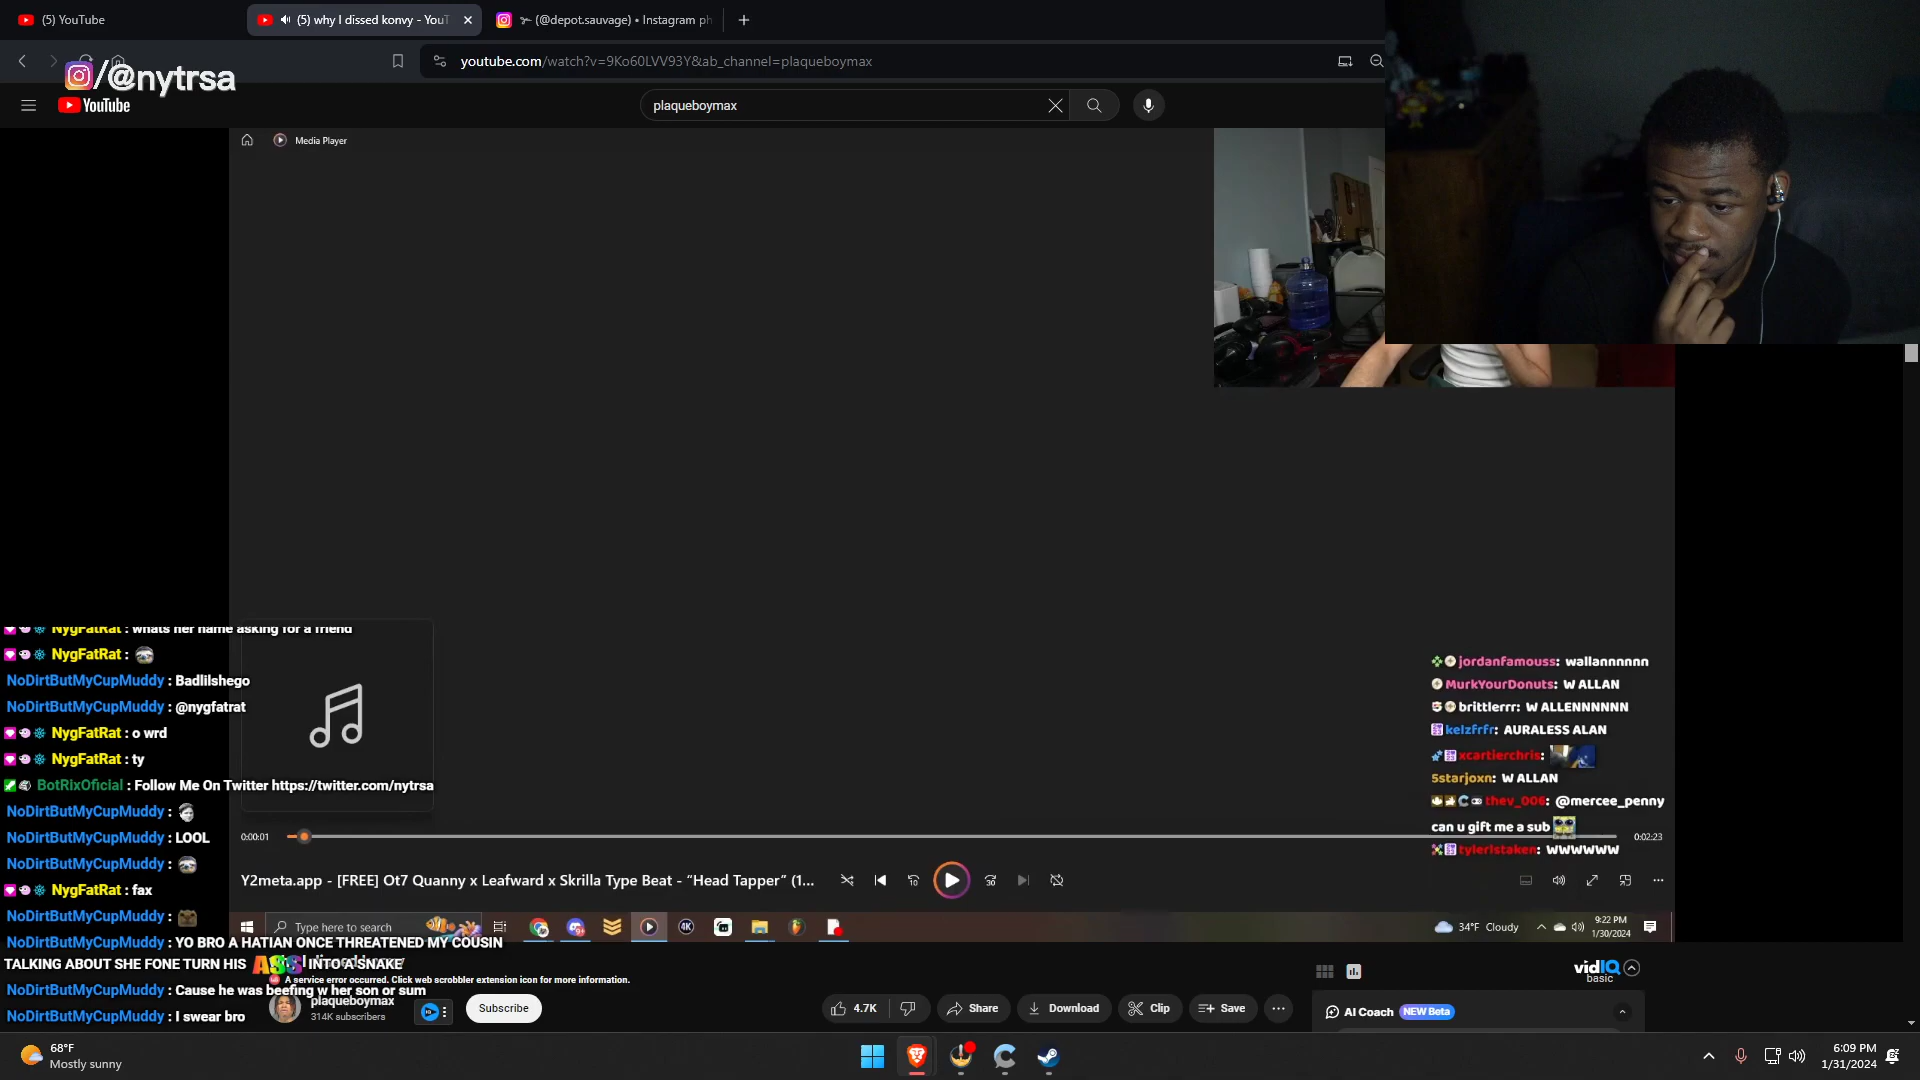 (5) YouTube
(5) why I dissed konvy - YouT
(@depot.sauvage) • Instagram ph
youtube.com/watch?v=9Ko60LVV93Y&ab_channel=plaqueboymax
/@nytrsa
YouTube
plaqueboymax
Media Player
NygFatRat : whats her name asking for a friend
NygFatRat :
NoDirtButMyCupMuddy : Badlilshego
NoDirtButMyCupMuddy : @nygfatrat
NygFatRat : o wrd
NygFatRat : ty
BotRixOficial : Follow Me On Twitter https://twitter.com/nytrsa
NoDirtButMyCupMuddy :
NoDirtButMyCupMuddy : LOOL
NoDirtButMyCupMuddy :
NygFatRat : fax
NoDirtButMyCupMuddy :
NoDirtButMyCupMuddy : YO BRO A HATIAN ONCE THREATENED MY COUSIN
TALKING ABOUT SHE FONE TURN HIS ASS INTO A SNAKE
NoDirtButMyCupMuddy : Cause he was beefing w her son or sum
NoDirtButMyCupMuddy : I swear bro
jordanfamouss: wallannnnnn
MurkYourDonuts: W ALLAN
brittlerrr: W ALLENNNNNN
kelzfrfr: AURALESS ALAN
xcartierchris:
5starjoxn: W ALLAN
thev_006: @mercee_penny
can u gift me a sub
tyler1staken: WWWWWW
0:00:01
0:02:23
Y2meta.app - [FREE] Ot7 Quanny x Leafward x Skrilla Type Beat - “Head Tapper” (1...
10
30
Type here to search
4K
34°F Cloudy
9:22 PM
1/30/2024
A service error occurred. Click web scrobbler extension icon for more information.
plaqueboymax
314K subscribers
Subscribe
4.7K
Share
Download
Clip
Save
vidIQ
basic
AI Coach
NEW Beta
68°F
Mostly sunny
6:09 PM
1/31/2024